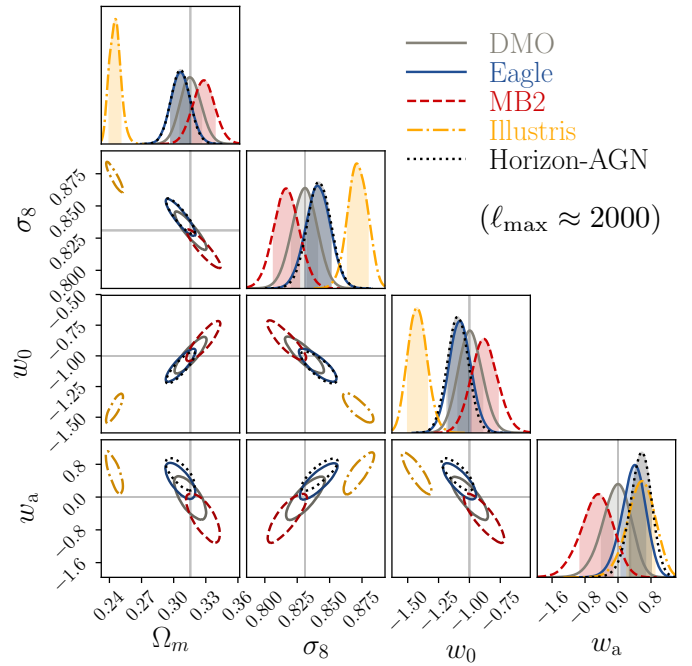 DMO
Eagle
MB2
Illustris
Horizon-AGN
(ℓmax ≈ 2000)
σ8
0.875
0.850
0.825
0.800
w0
−0.50
−0.75
−1.00
−1.25
−1.50
wa
0.8
0.0
−0.8
−1.6
0.24 0.27 0.30 0.33 0.36
0.800 0.825 0.850 0.875
−1.50 −1.00 −0.50
−1.6 −0.8 0.0 0.8
Ωm σ8 w0 wa